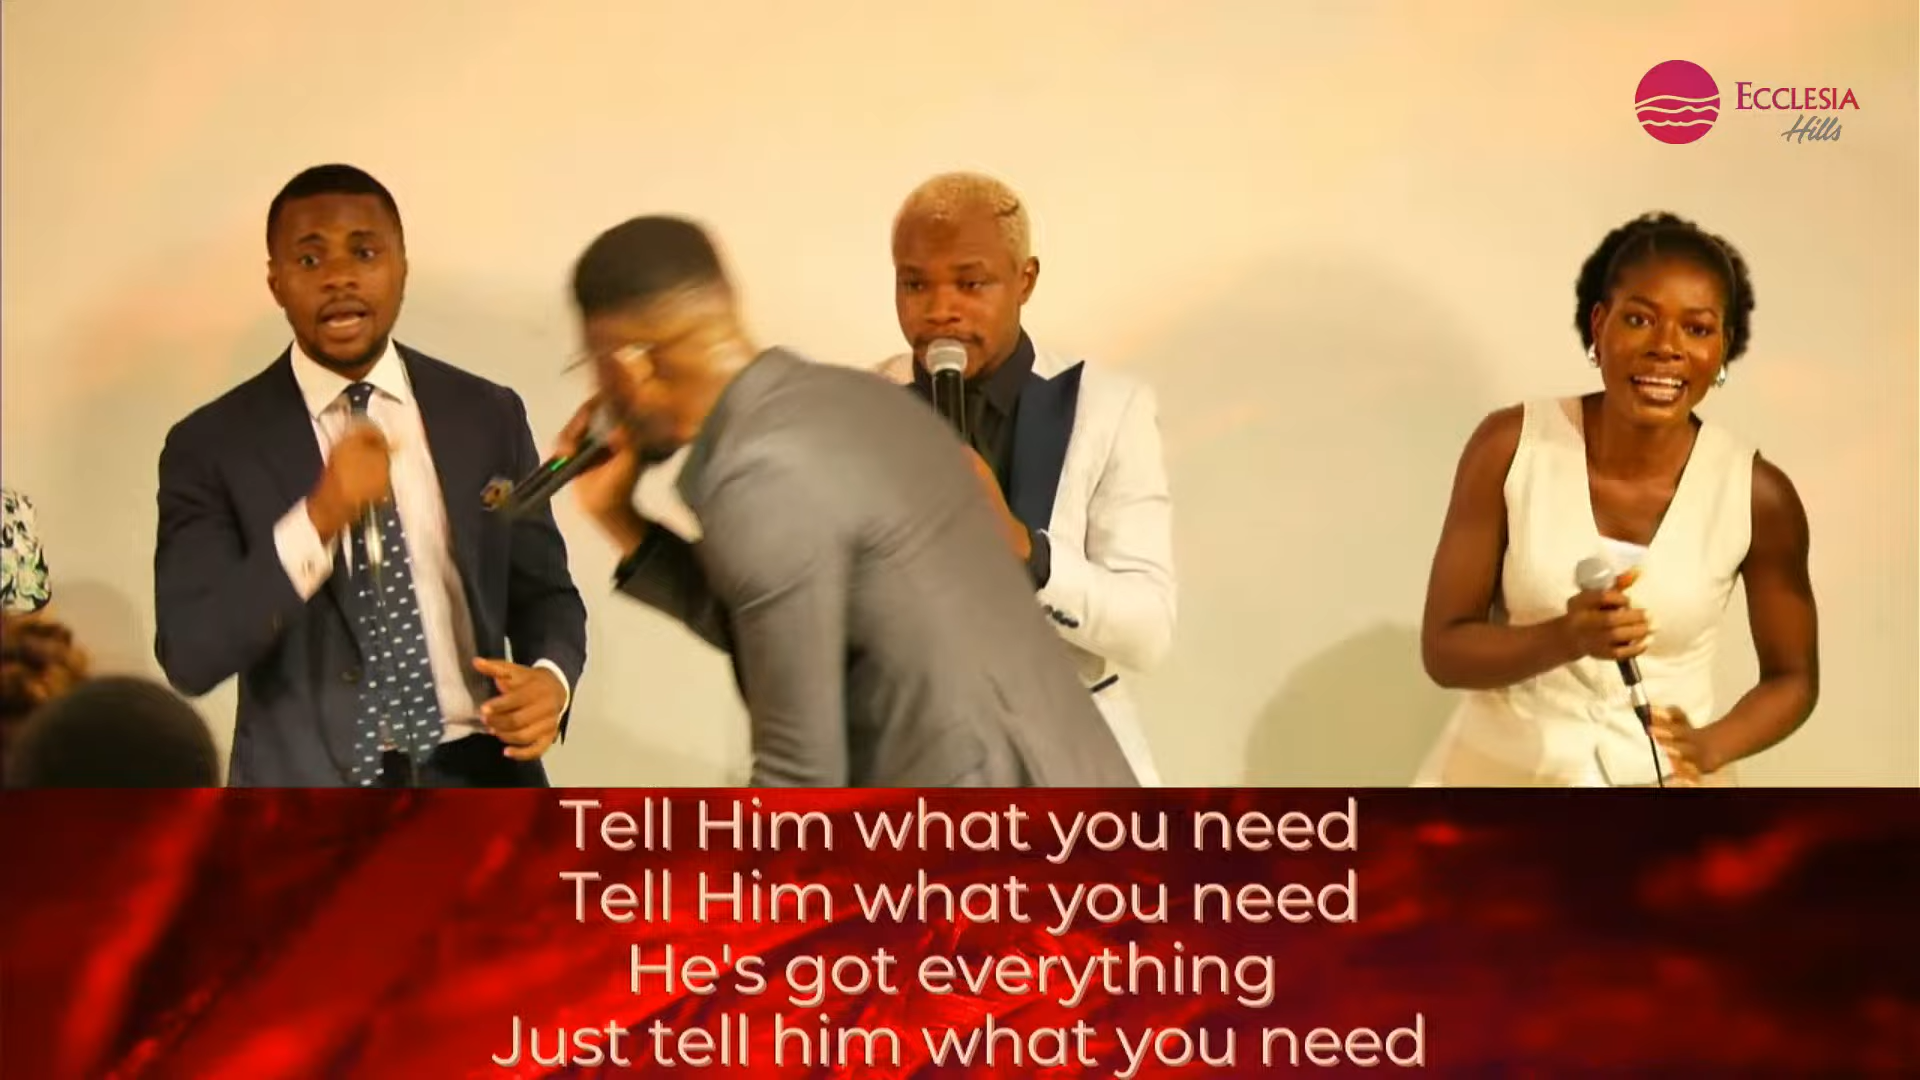 ECCLESIA
Hills
Tell Him what you need
Tell Him what you need
He's got everything
Just tell him what you need